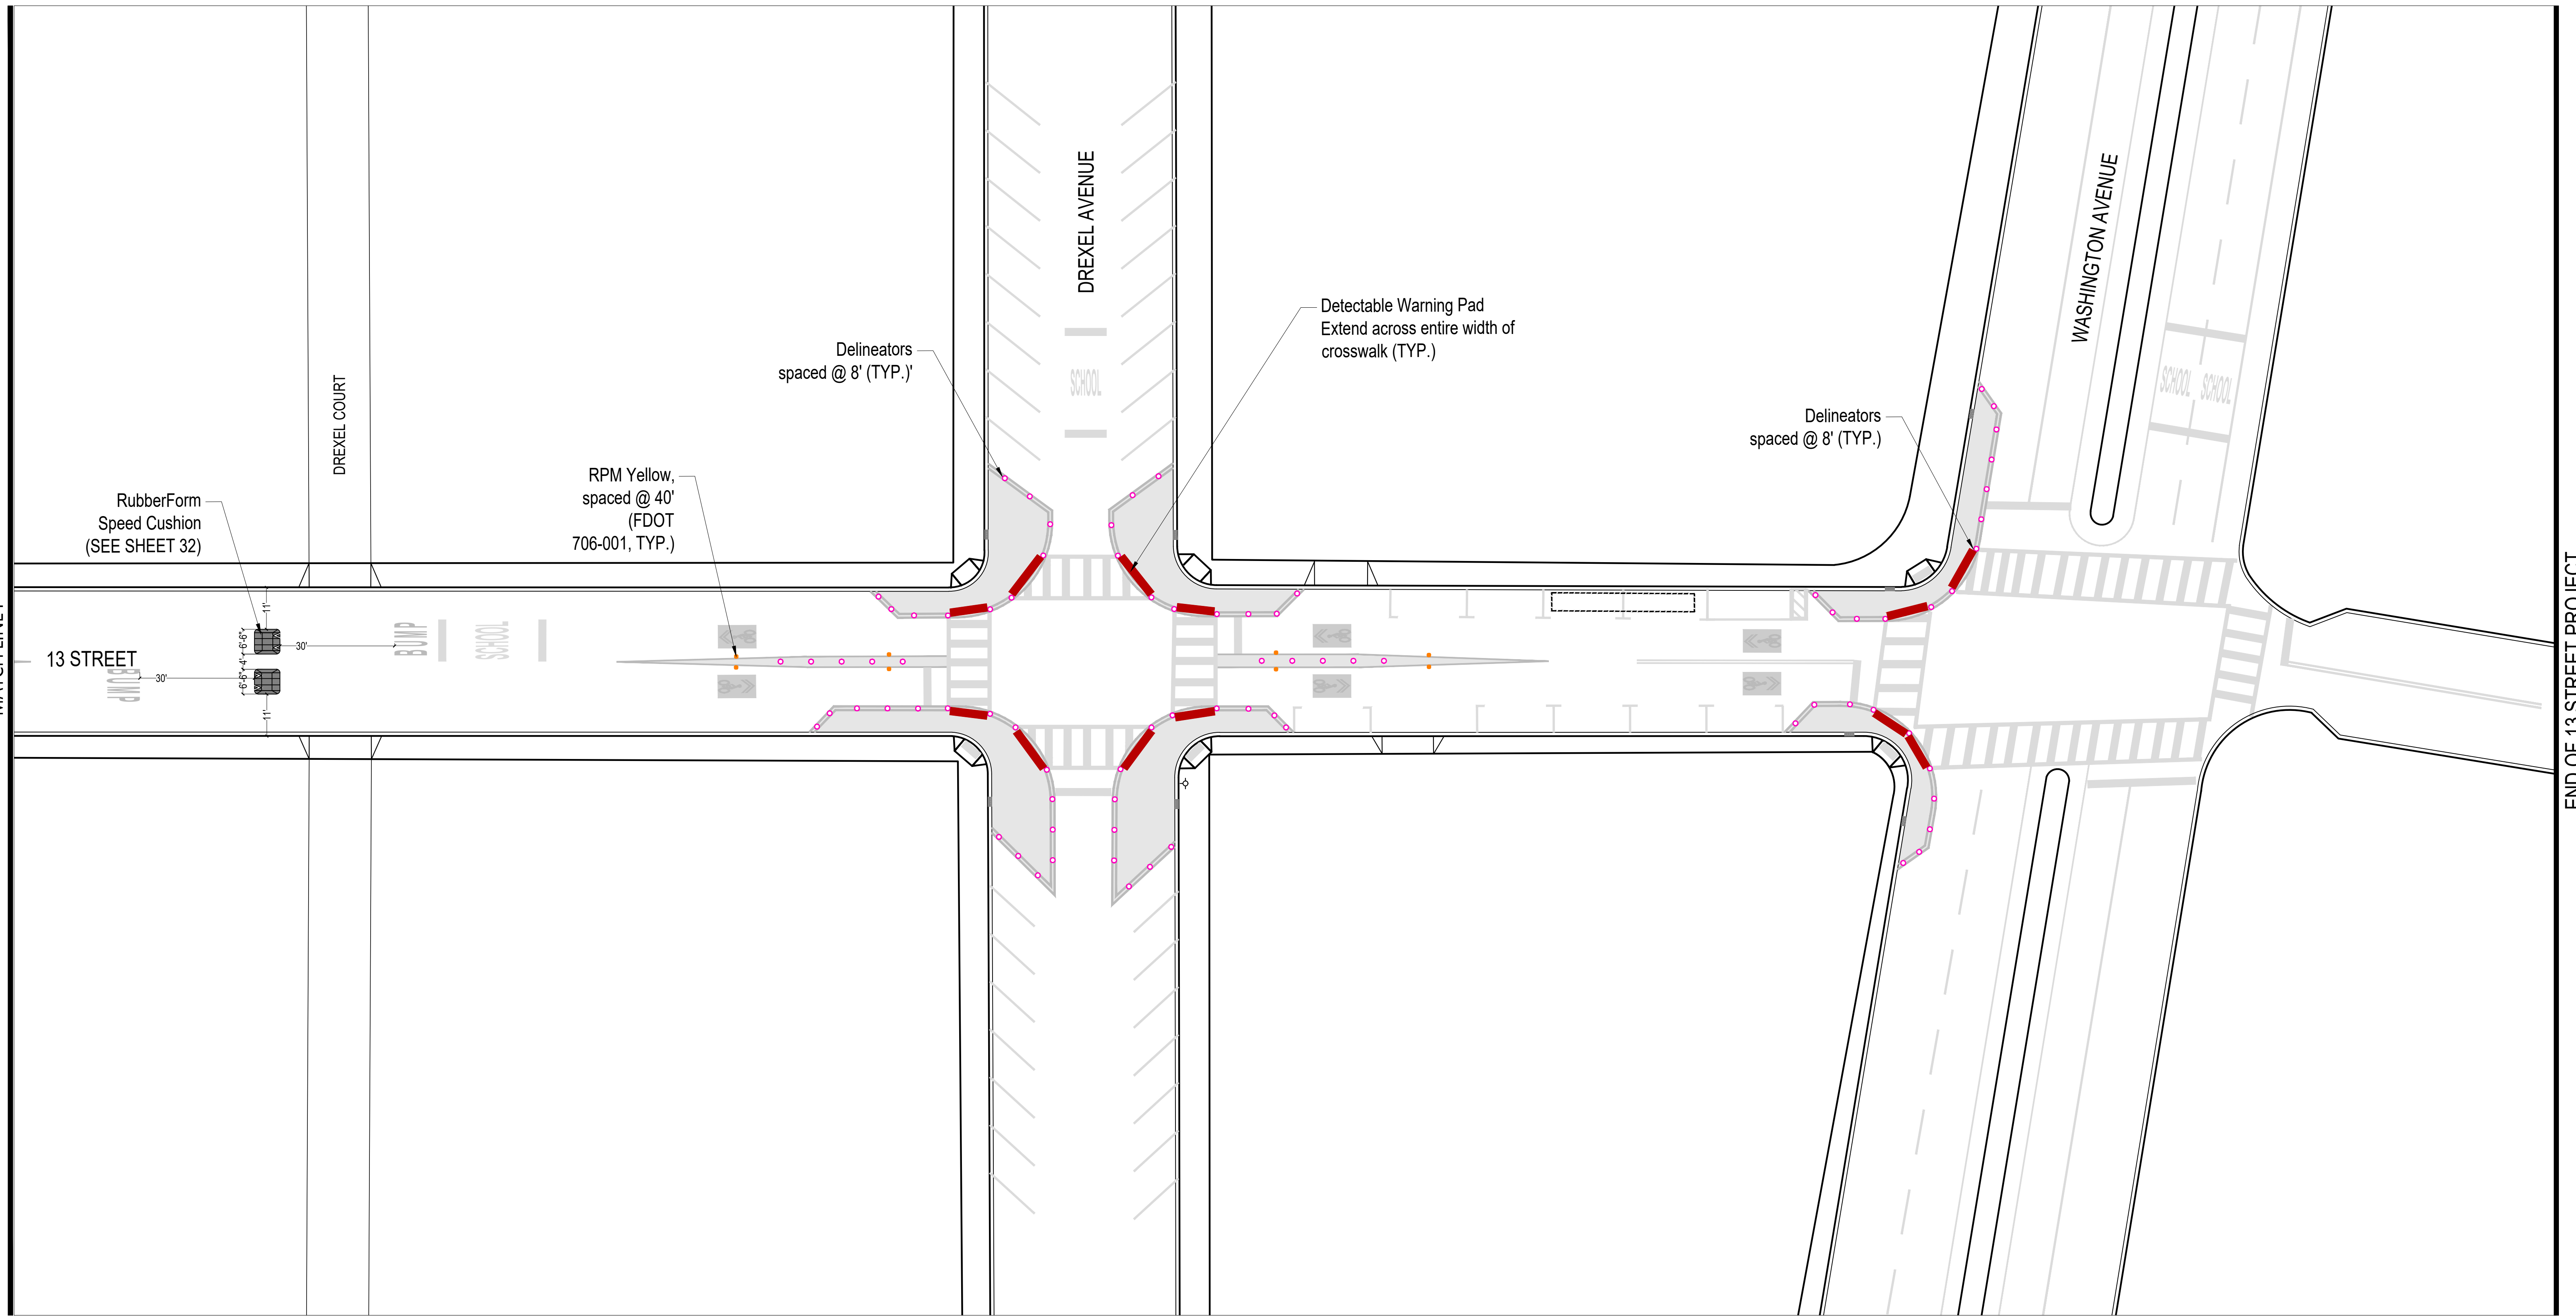 DREXEL AVENUE
WASHINGTON AVENUE
DREXEL COURT
Detectable Warning Pad
Extend across entire width of
crosswalk (TYP.)
Delineators
spaced @ 8' (TYP.)'
SCHOOL
SCHOOL SCHOOL
Delineators
spaced @ 8' (TYP.)
RPM Yellow,
spaced @ 40'
(FDOT
706-001, TYP.)
RubberForm
Speed Cushion
(SEE SHEET 32)
11'
6'-6"
4'
6'-6"
11'
30'
30'
BUMP
BUMP
SCHOOL
13 STREET
END OF 13 STREET PROJECT